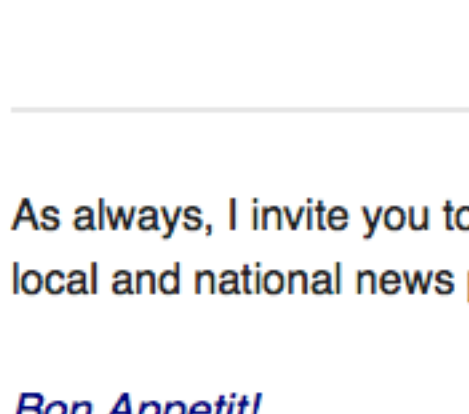 As always, I invite you to
local and national news
Bon Appetit!